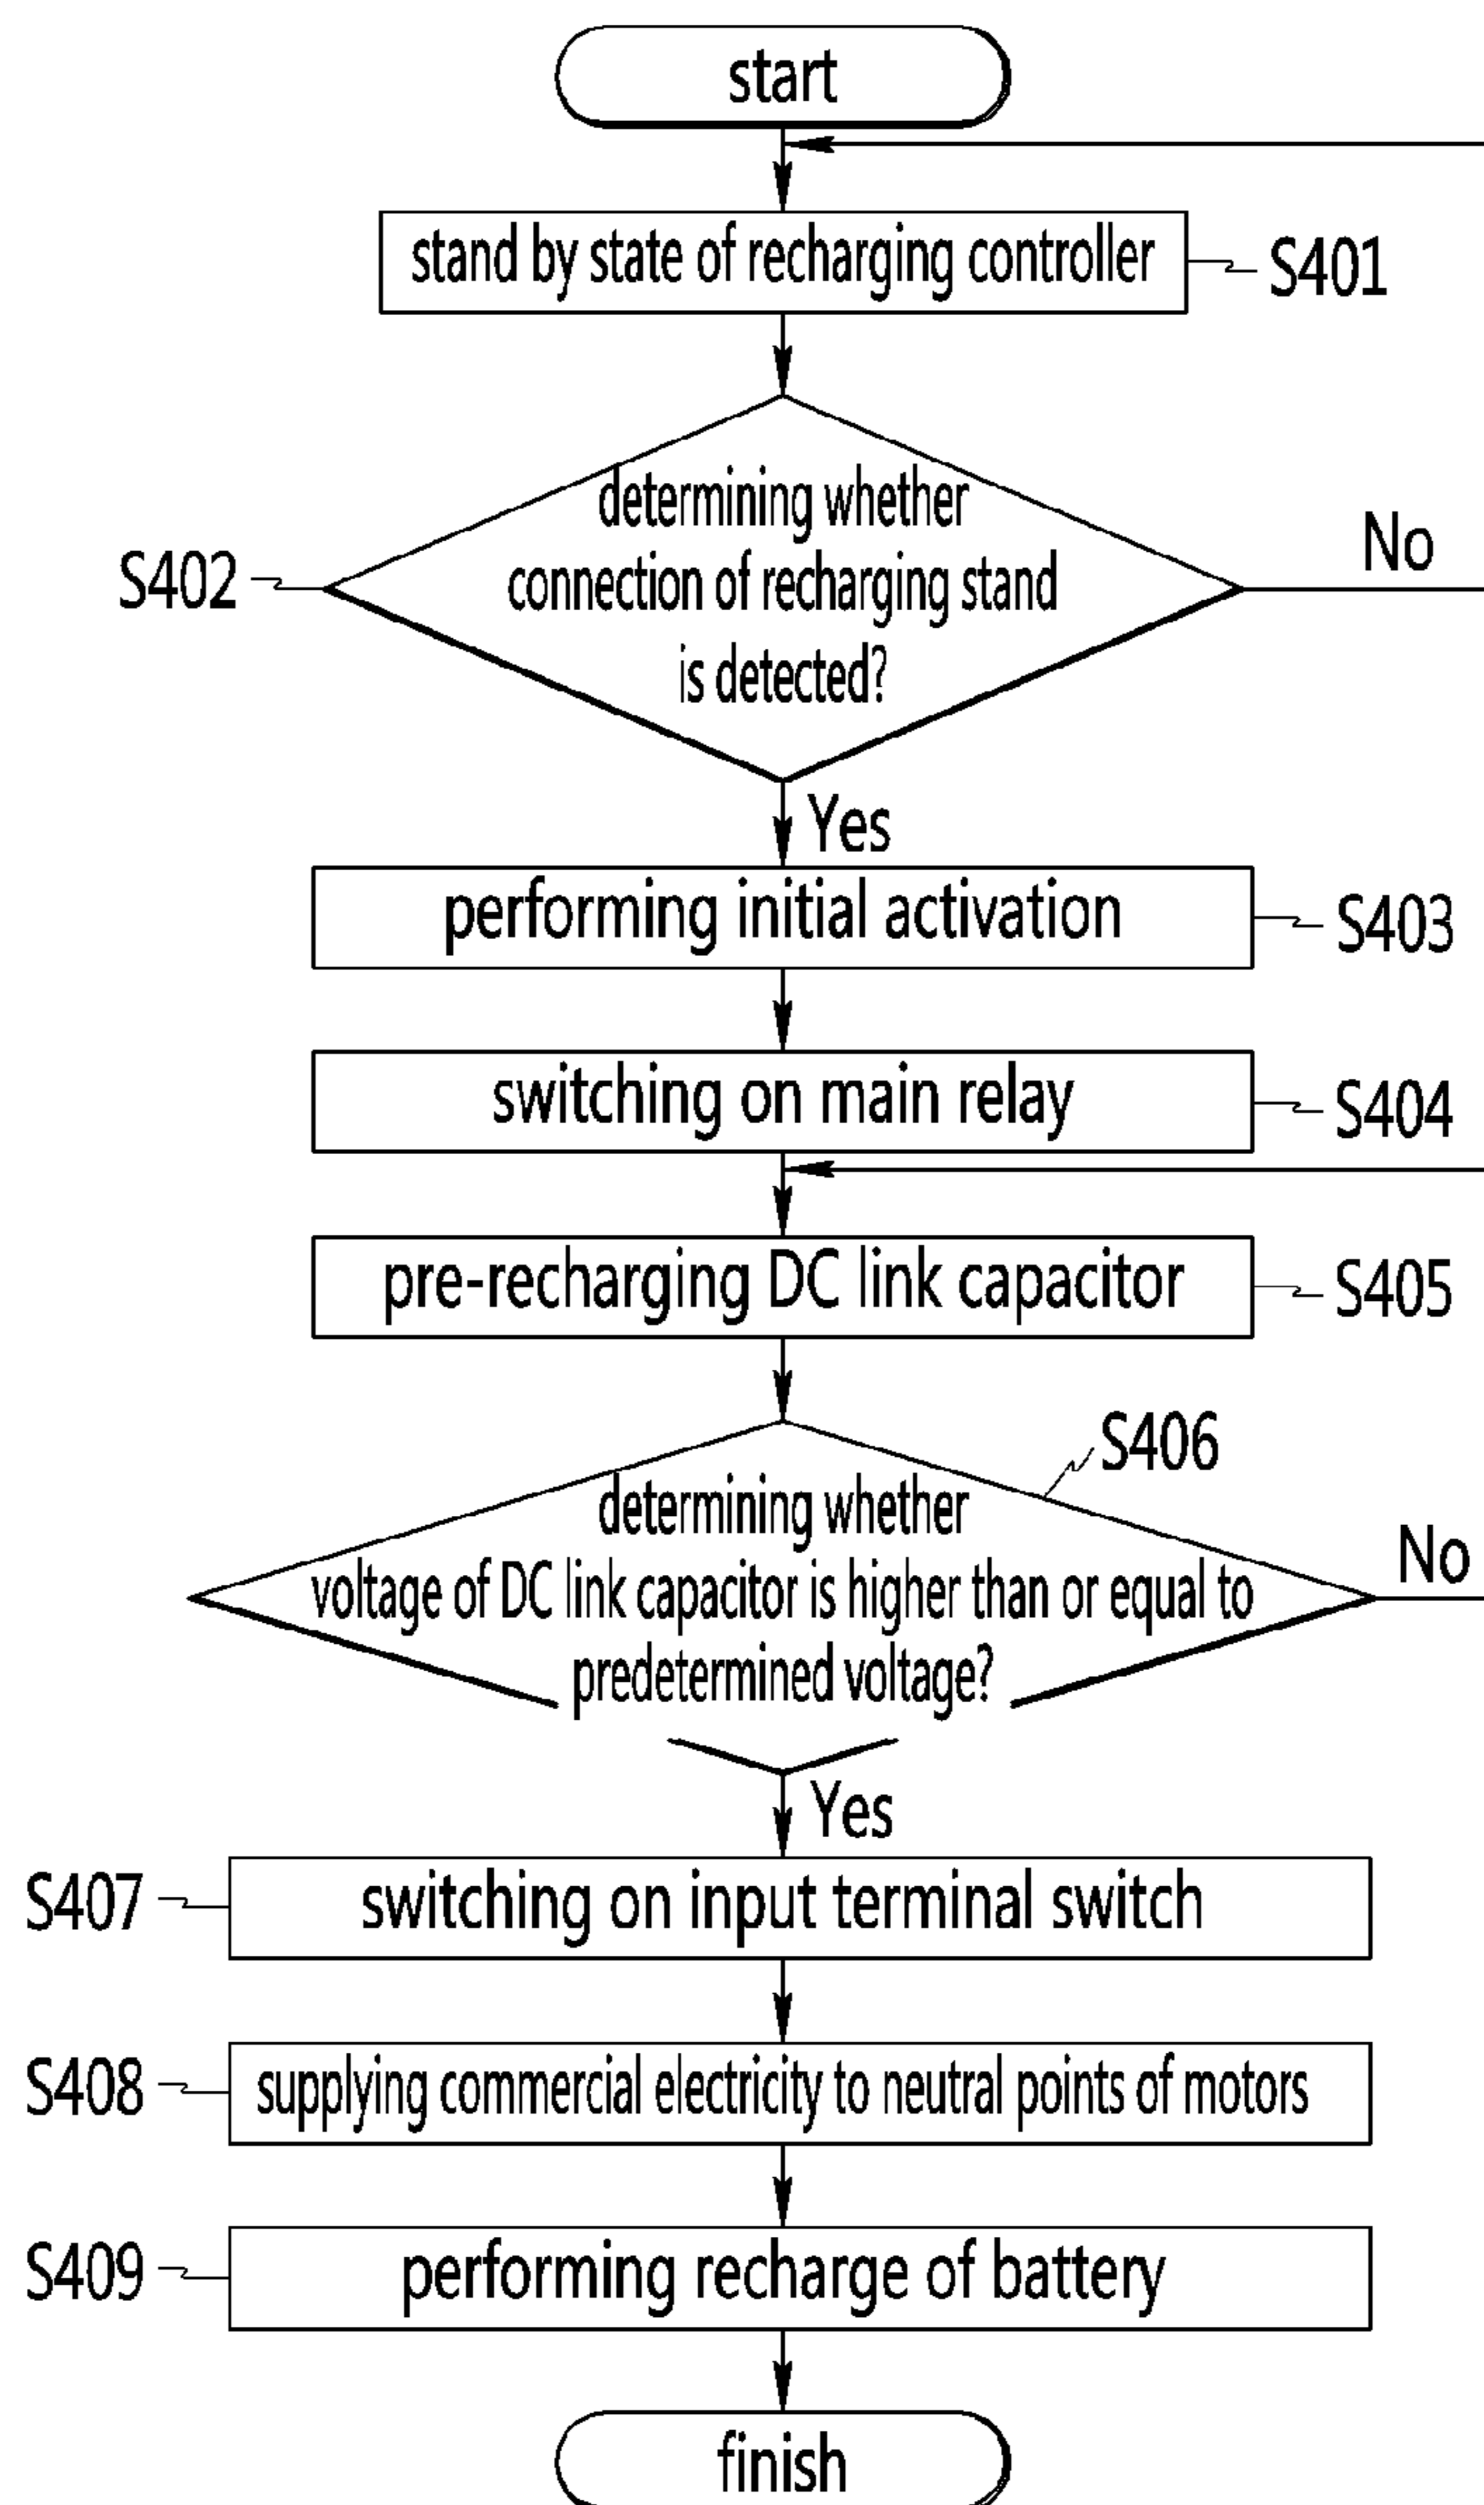 start
stand by state of recharging controller
S401
determining whether
connection of recharging stand
is detected?
S402
No
Yes
performing initial activation
S403
switching on main relay
S404
pre-recharging DC link capacitor
S405
S406
determining whether
voltage of DC link capacitor is higher than or equal to
predetermined voltage?
No
Yes
S407
switching on input terminal switch
S408
supplying commercial electricity to neutral points of motors
S409
performing recharge of battery
finish